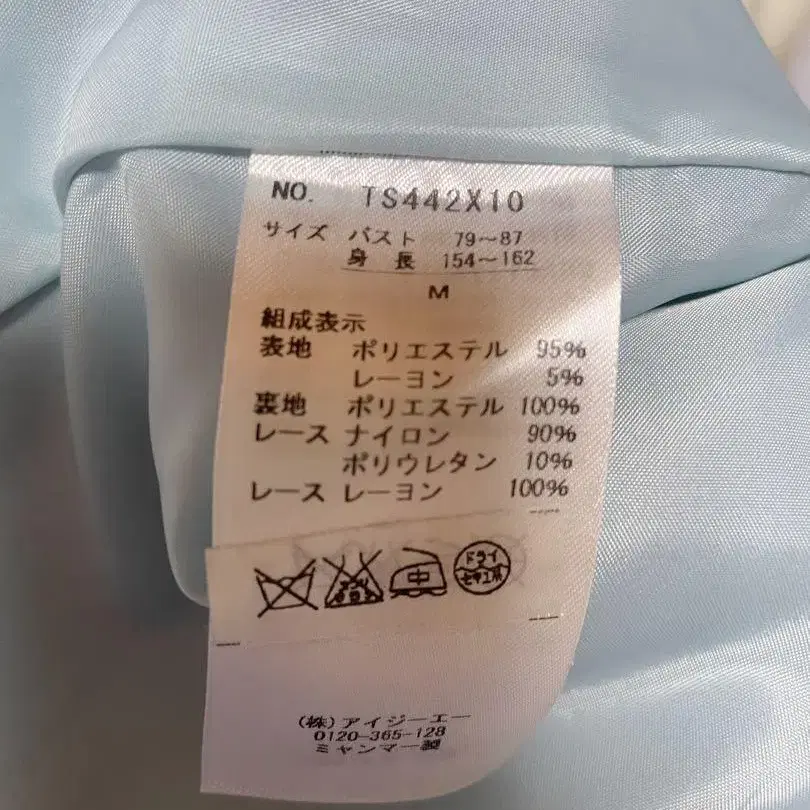 NO. TS442X10
サイズ バスト 79～87
身長 154～162
M
組成表示
表地 ポリエステル 95%
レーヨン 5%
裏地 ポリエステル 100%
レース ナイロン 90%
ポリウレタン 10%
レース レーヨン 100%
中
ドライ
セキユ系
(株)アイジーエー
0120-365-128
ミャンマー製